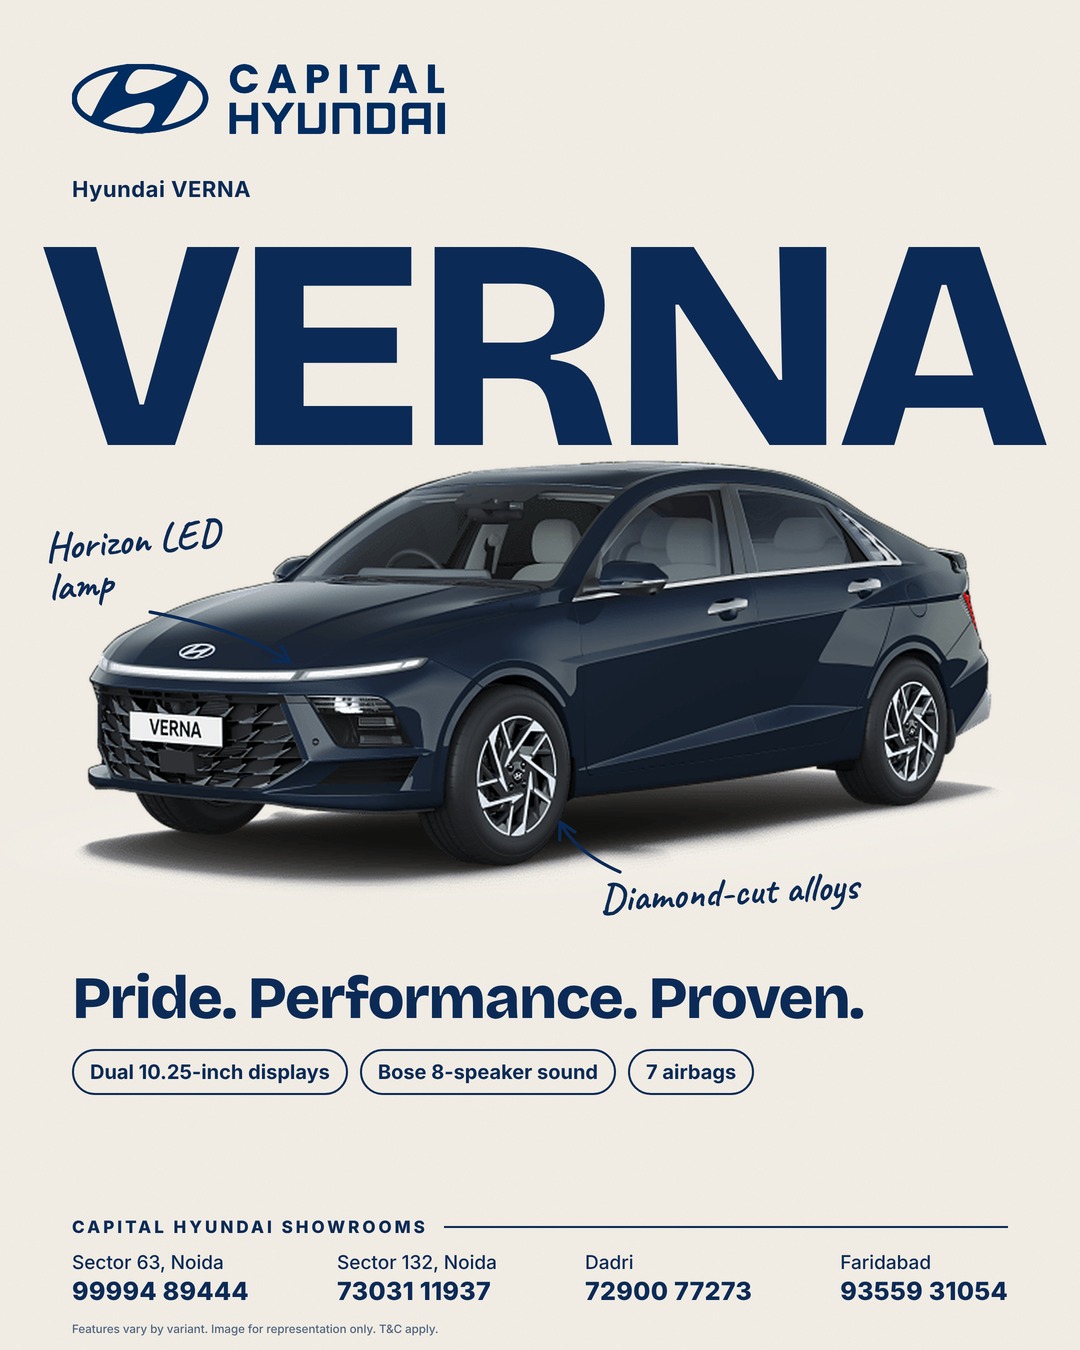 CAPITAL
HYUNDAI
Hyundai VERNA
VERNA
Horizon LED
lamp
VERNA
Diamond-cut alloys
Pride. Performance. Proven.
Dual 10.25-inch displays
Bose 8-speaker sound
7 airbags
CAPITAL HYUNDAI SHOWROOMS
Sector 63, Noida
99994 89444
Sector 132, Noida
73031 11937
Dadri
72900 77273
Faridabad
93559 31054
Features vary by variant. Image for representation only. T&C apply.